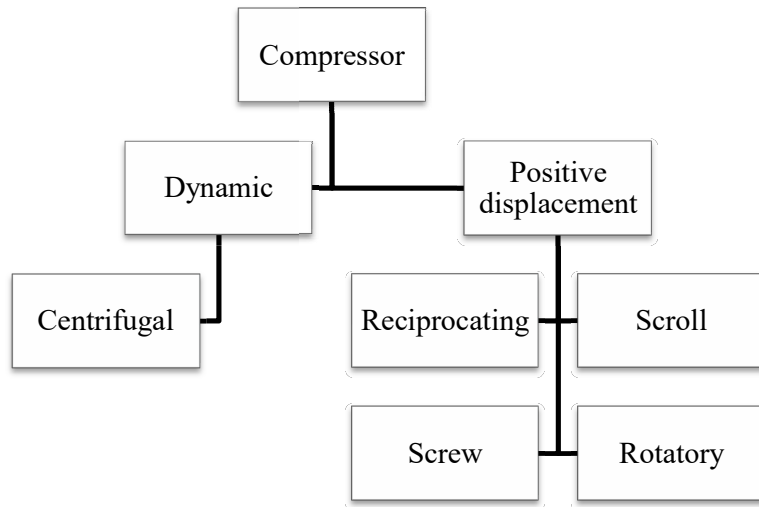 Compressor
Dynamic
Positive
displacement
Centrifugal
Reciprocating
Scroll
Screw
Rotatory